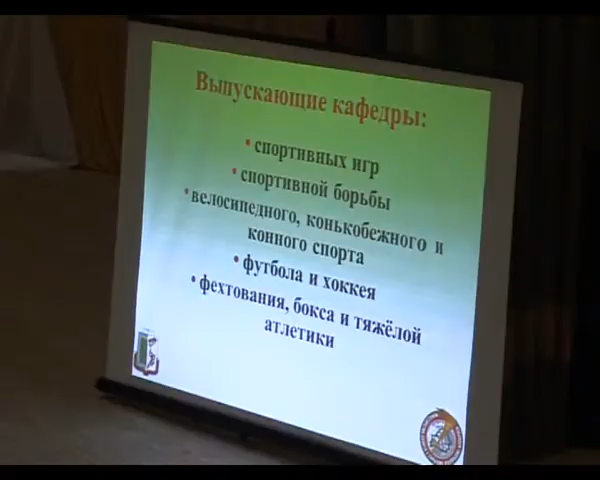 Выпускающие кафедры:
• спортивных игр
• спортивной борьбы
• велосипедного, конькобежного и
конного спорта
• футбола и хоккея
• фехтования, бокса и тяжёлой
атлетики